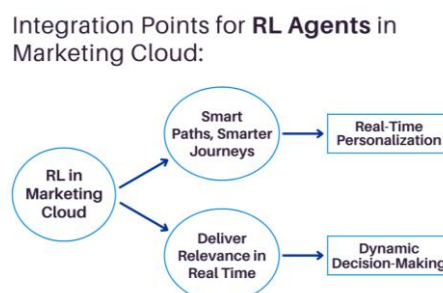 Integration Points for RL Agents in
Marketing Cloud:
RL in
Marketing
Cloud
Smart
Paths, Smarter
Journeys
Real-Time
Personalization
Deliver
Relevance in
Real Time
Dynamic
Decision-Making